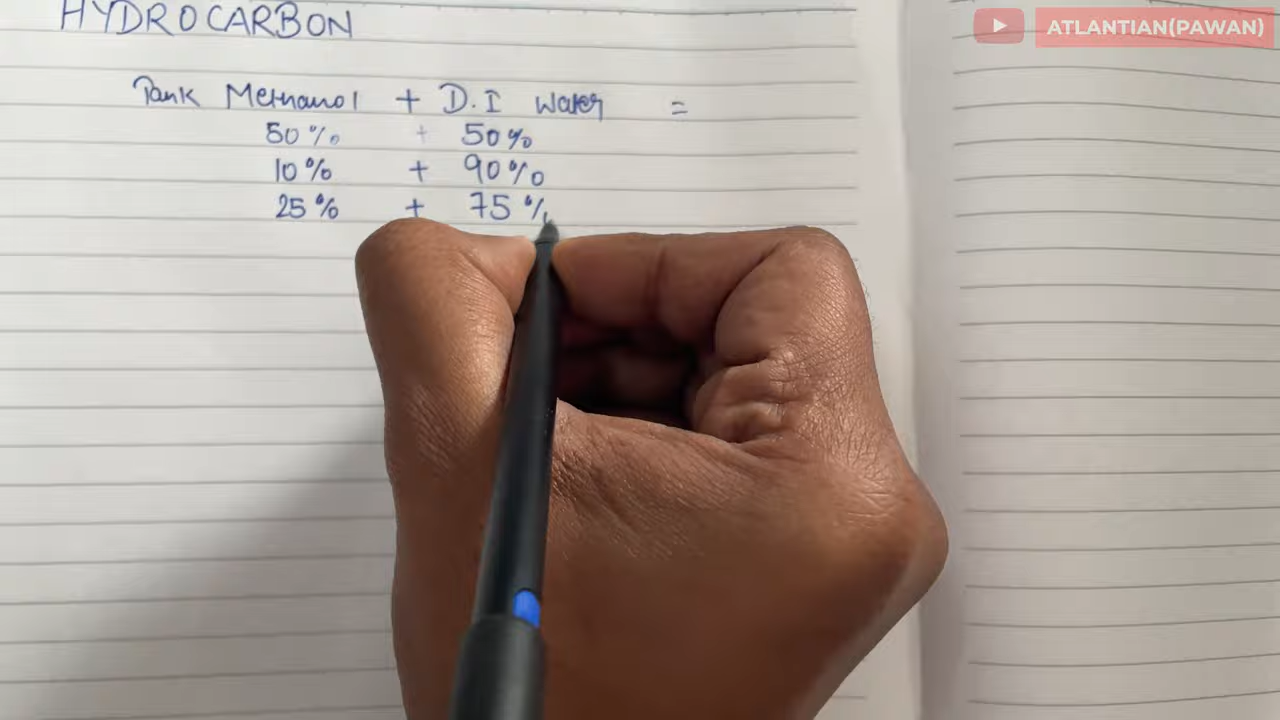 HYDROCARBON
ATLANTIAN(PAWAN)
Tank Methanol + D.I Water =
50% + 50%
10% + 90%
25% + 75%